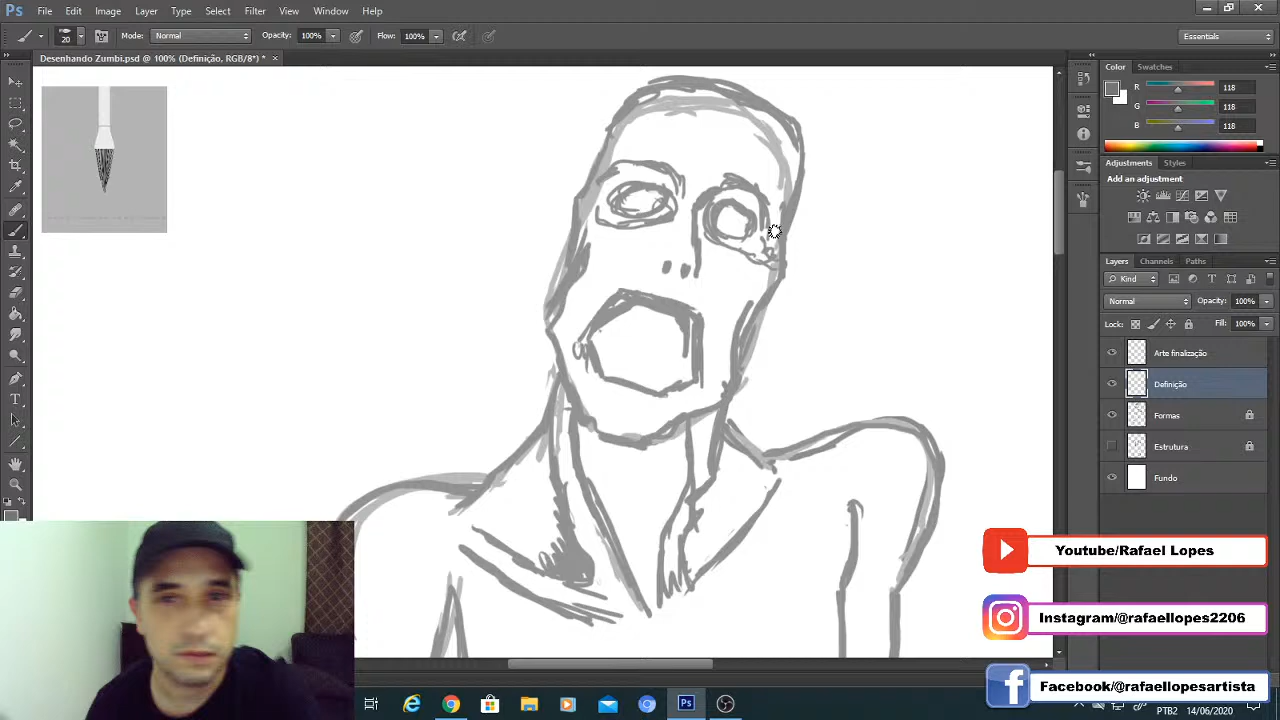 Ps File Edit Image Layer Type Select Filter View Window Help
20 Mode: Normal Opacity: 100% Flow: 100% Essentials
Desenhando Zumbi.psd @ 100% (Definição, RGB/8*) * ×
Color Swatches
R 118
G 118
B 118
Adjustments Styles
Add an adjustment
Layers Channels Paths
Kind
Normal Opacity: 100%
Lock: Fill: 100%
Arte finalização
Definição
Formas
Estrutura
Fundo
Youtube/Rafael Lopes
Instagram/@rafaellopes2206
Facebook/@rafaellopesartista
Ps PTB2 14/06/2020